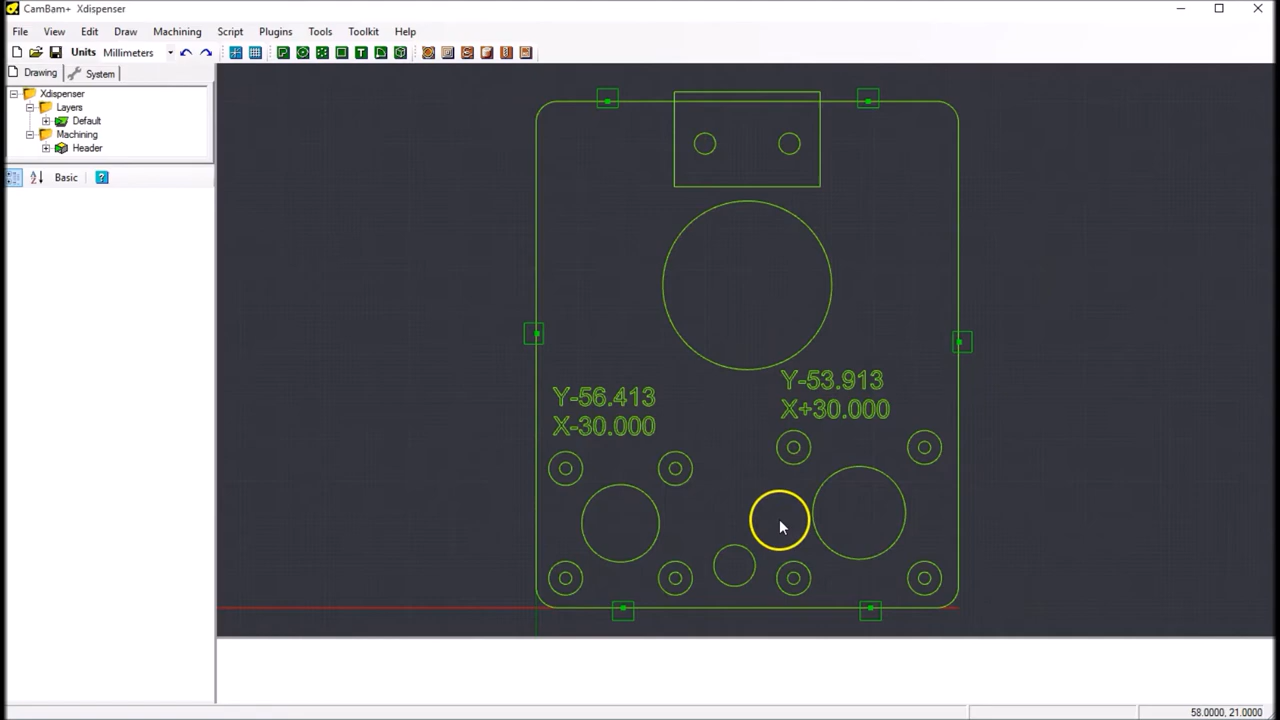 CamBam+ Xdispenser
File View Edit Draw Machining Script Plugins Tools Toolkit Help
Units Millimeters
Drawing System
Xdispenser
Layers
Default
Machining
Header
Basic
Y-56.413
X-30.000
Y-53.913
X+30.000
58.0000, 21.0000